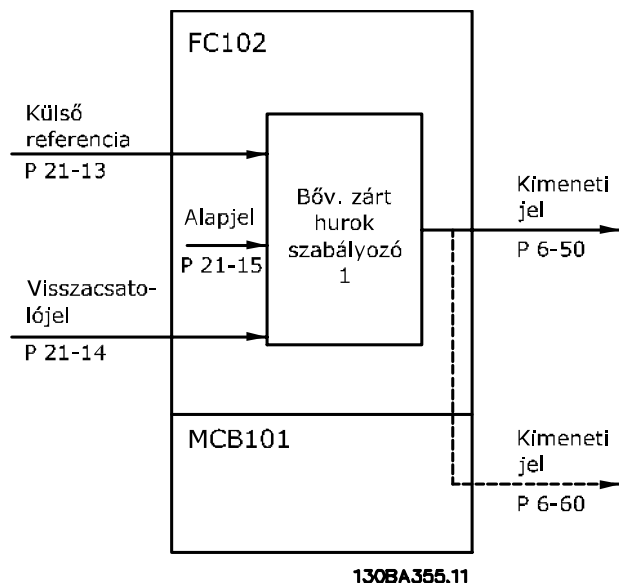 FC102
Külső
referencia
P 21-13
Alapjel
P 21-15
Visszacsato-
lójel
P 21-14
Bőv. zárt
hurok
szabályozó
1
Kimeneti
jel
P 6-50
MCB101
Kimeneti
jel
P 6-60
130BA355.11